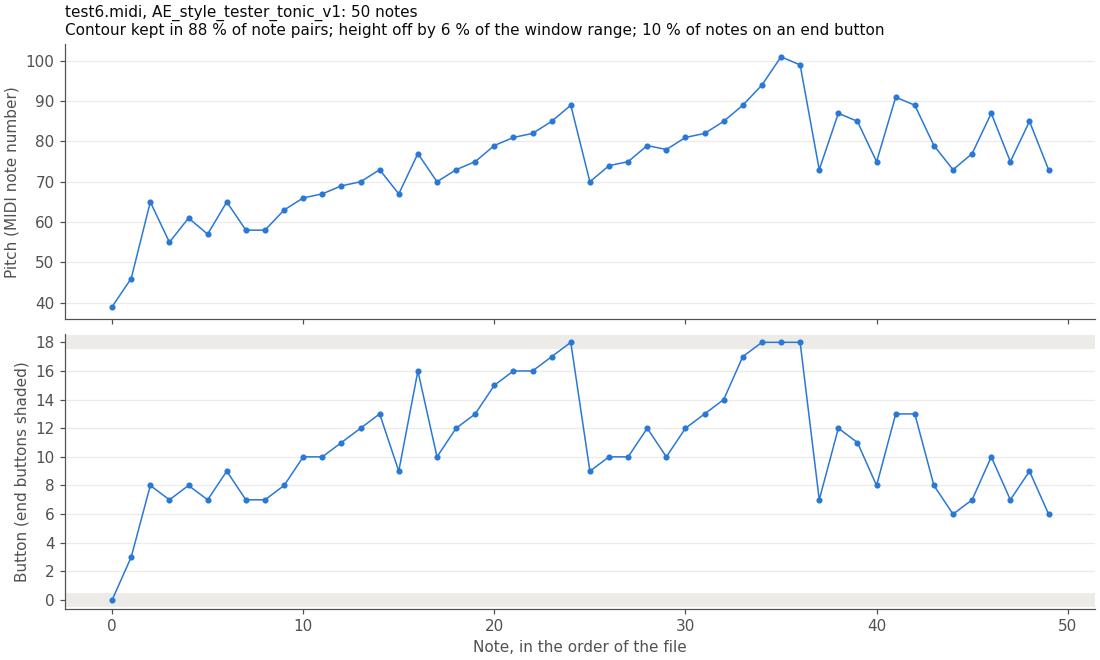 test6.midi, AE_style_tester_tonic_v1: 50 notes
Contour kept in 88 % of note pairs; height off by 6 % of the window range; 10 % of notes on an end button
Pitch (MIDI note number)
100
90
80
70
60
50
40
Button (end buttons shaded)
18
16
14
12
10
8
6
4
2
0
0 10 20 30 40 50
Note, in the order of the file